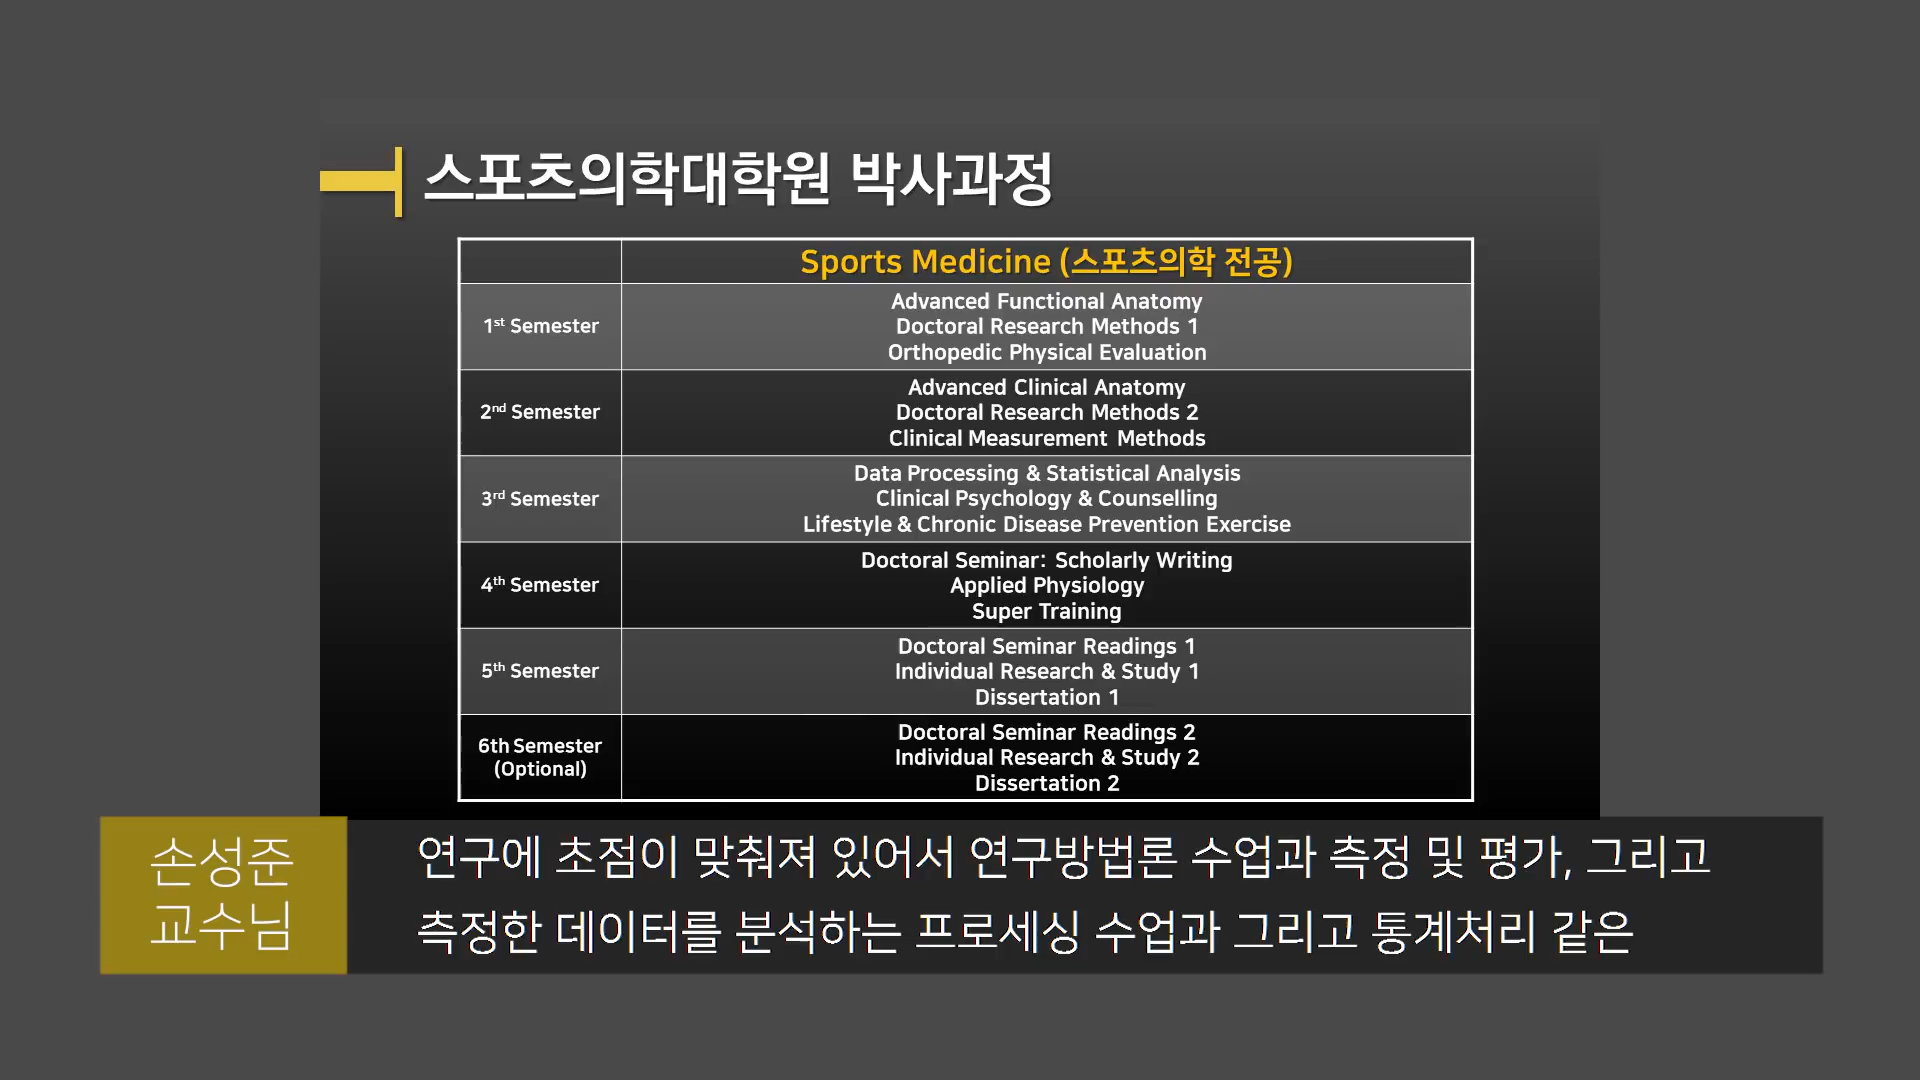 스포츠의학대학원 박사과정
Sports Medicine (스포츠의학 전공)
1st Semester
Advanced Functional Anatomy
Doctoral Research Methods 1
Orthopedic Physical Evaluation
2nd Semester
Advanced Clinical Anatomy
Doctoral Research Methods 2
Clinical Measurement Methods
3rd Semester
Data Processing & Statistical Analysis
Clinical Psychology & Counselling
Lifestyle & Chronic Disease Prevention Exercise
4th Semester
Doctoral Seminar: Scholarly Writing
Applied Physiology
Super Training
5th Semester
Doctoral Seminar Readings 1
Individual Research & Study 1
Dissertation 1
6th Semester
(Optional)
Doctoral Seminar Readings 2
Individual Research & Study 2
Dissertation 2
손성준
교수님
연구에 초점이 맞춰져 있어서 연구방법론 수업과 측정 및 평가, 그리고
측정한 데이터를 분석하는 프로세싱 수업과 그리고 통계처리 같은